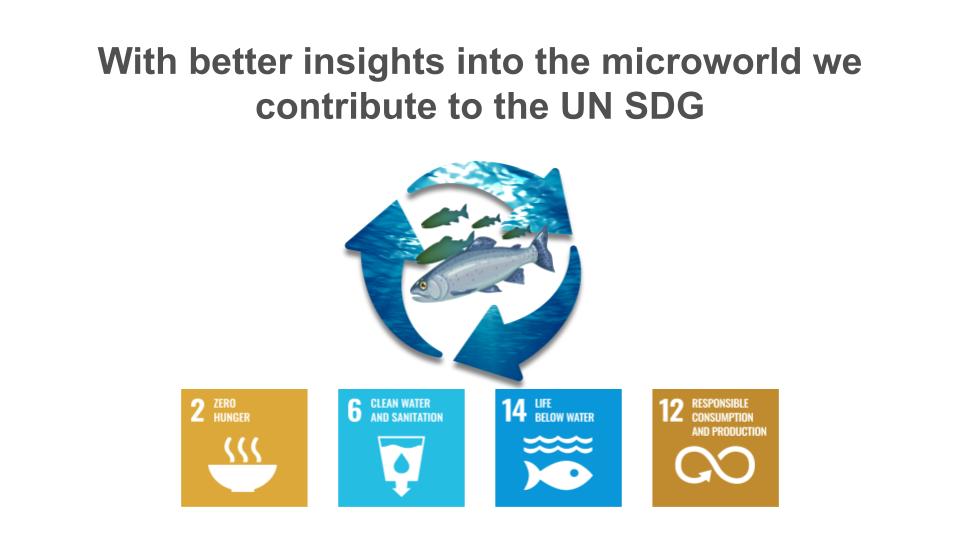 With better insights into the microworld we
contribute to the UN SDG
2 ZERO
HUNGER
6 CLEAN WATER
AND SANITATION
14 LIFE
BELOW WATER
12 RESPONSIBLE
CONSUMPTION
AND PRODUCTION